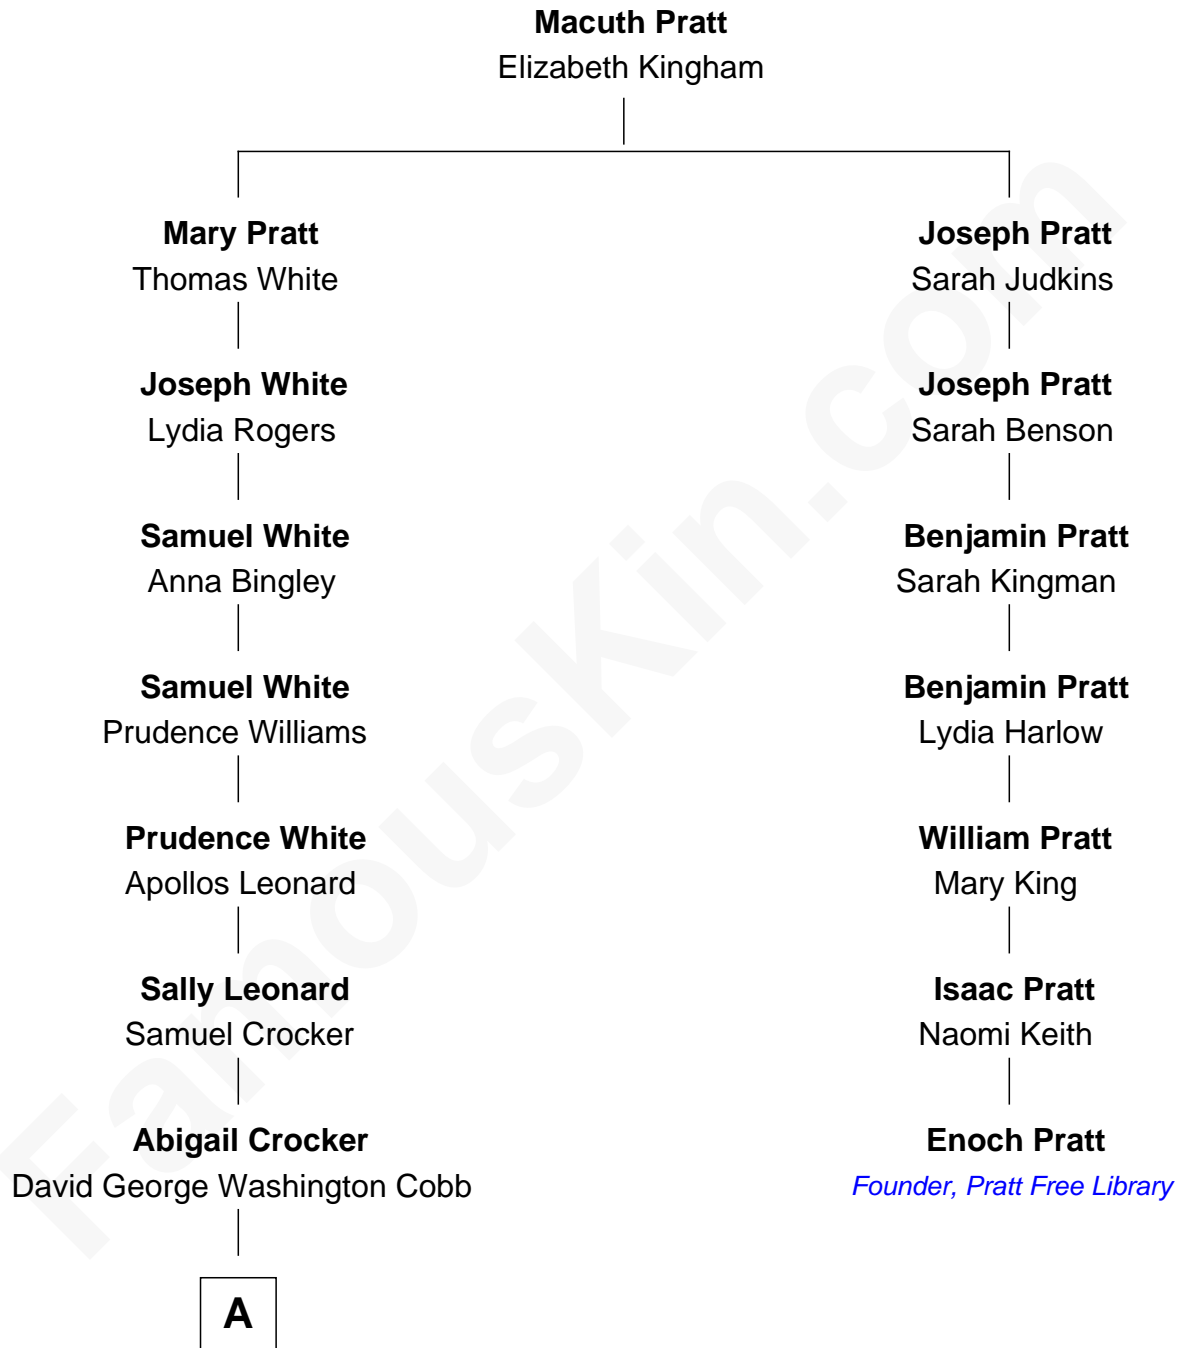 Macuth Pratt
Elizabeth Kingham
Mary Pratt
Thomas White
Joseph White
Lydia Rogers
Samuel White
Anna Bingley
Samuel White
Prudence Williams
Prudence White
Apollos Leonard
Sally Leonard
Samuel Crocker
Abigail Crocker
David George Washington Cobb
A
Joseph Pratt
Sarah Judkins
Joseph Pratt
Sarah Benson
Benjamin Pratt
Sarah Kingman
Benjamin Pratt
Lydia Harlow
William Pratt
Mary King
Isaac Pratt
Naomi Keith
Enoch Pratt
Founder, Pratt Free Library
FamousKin.com